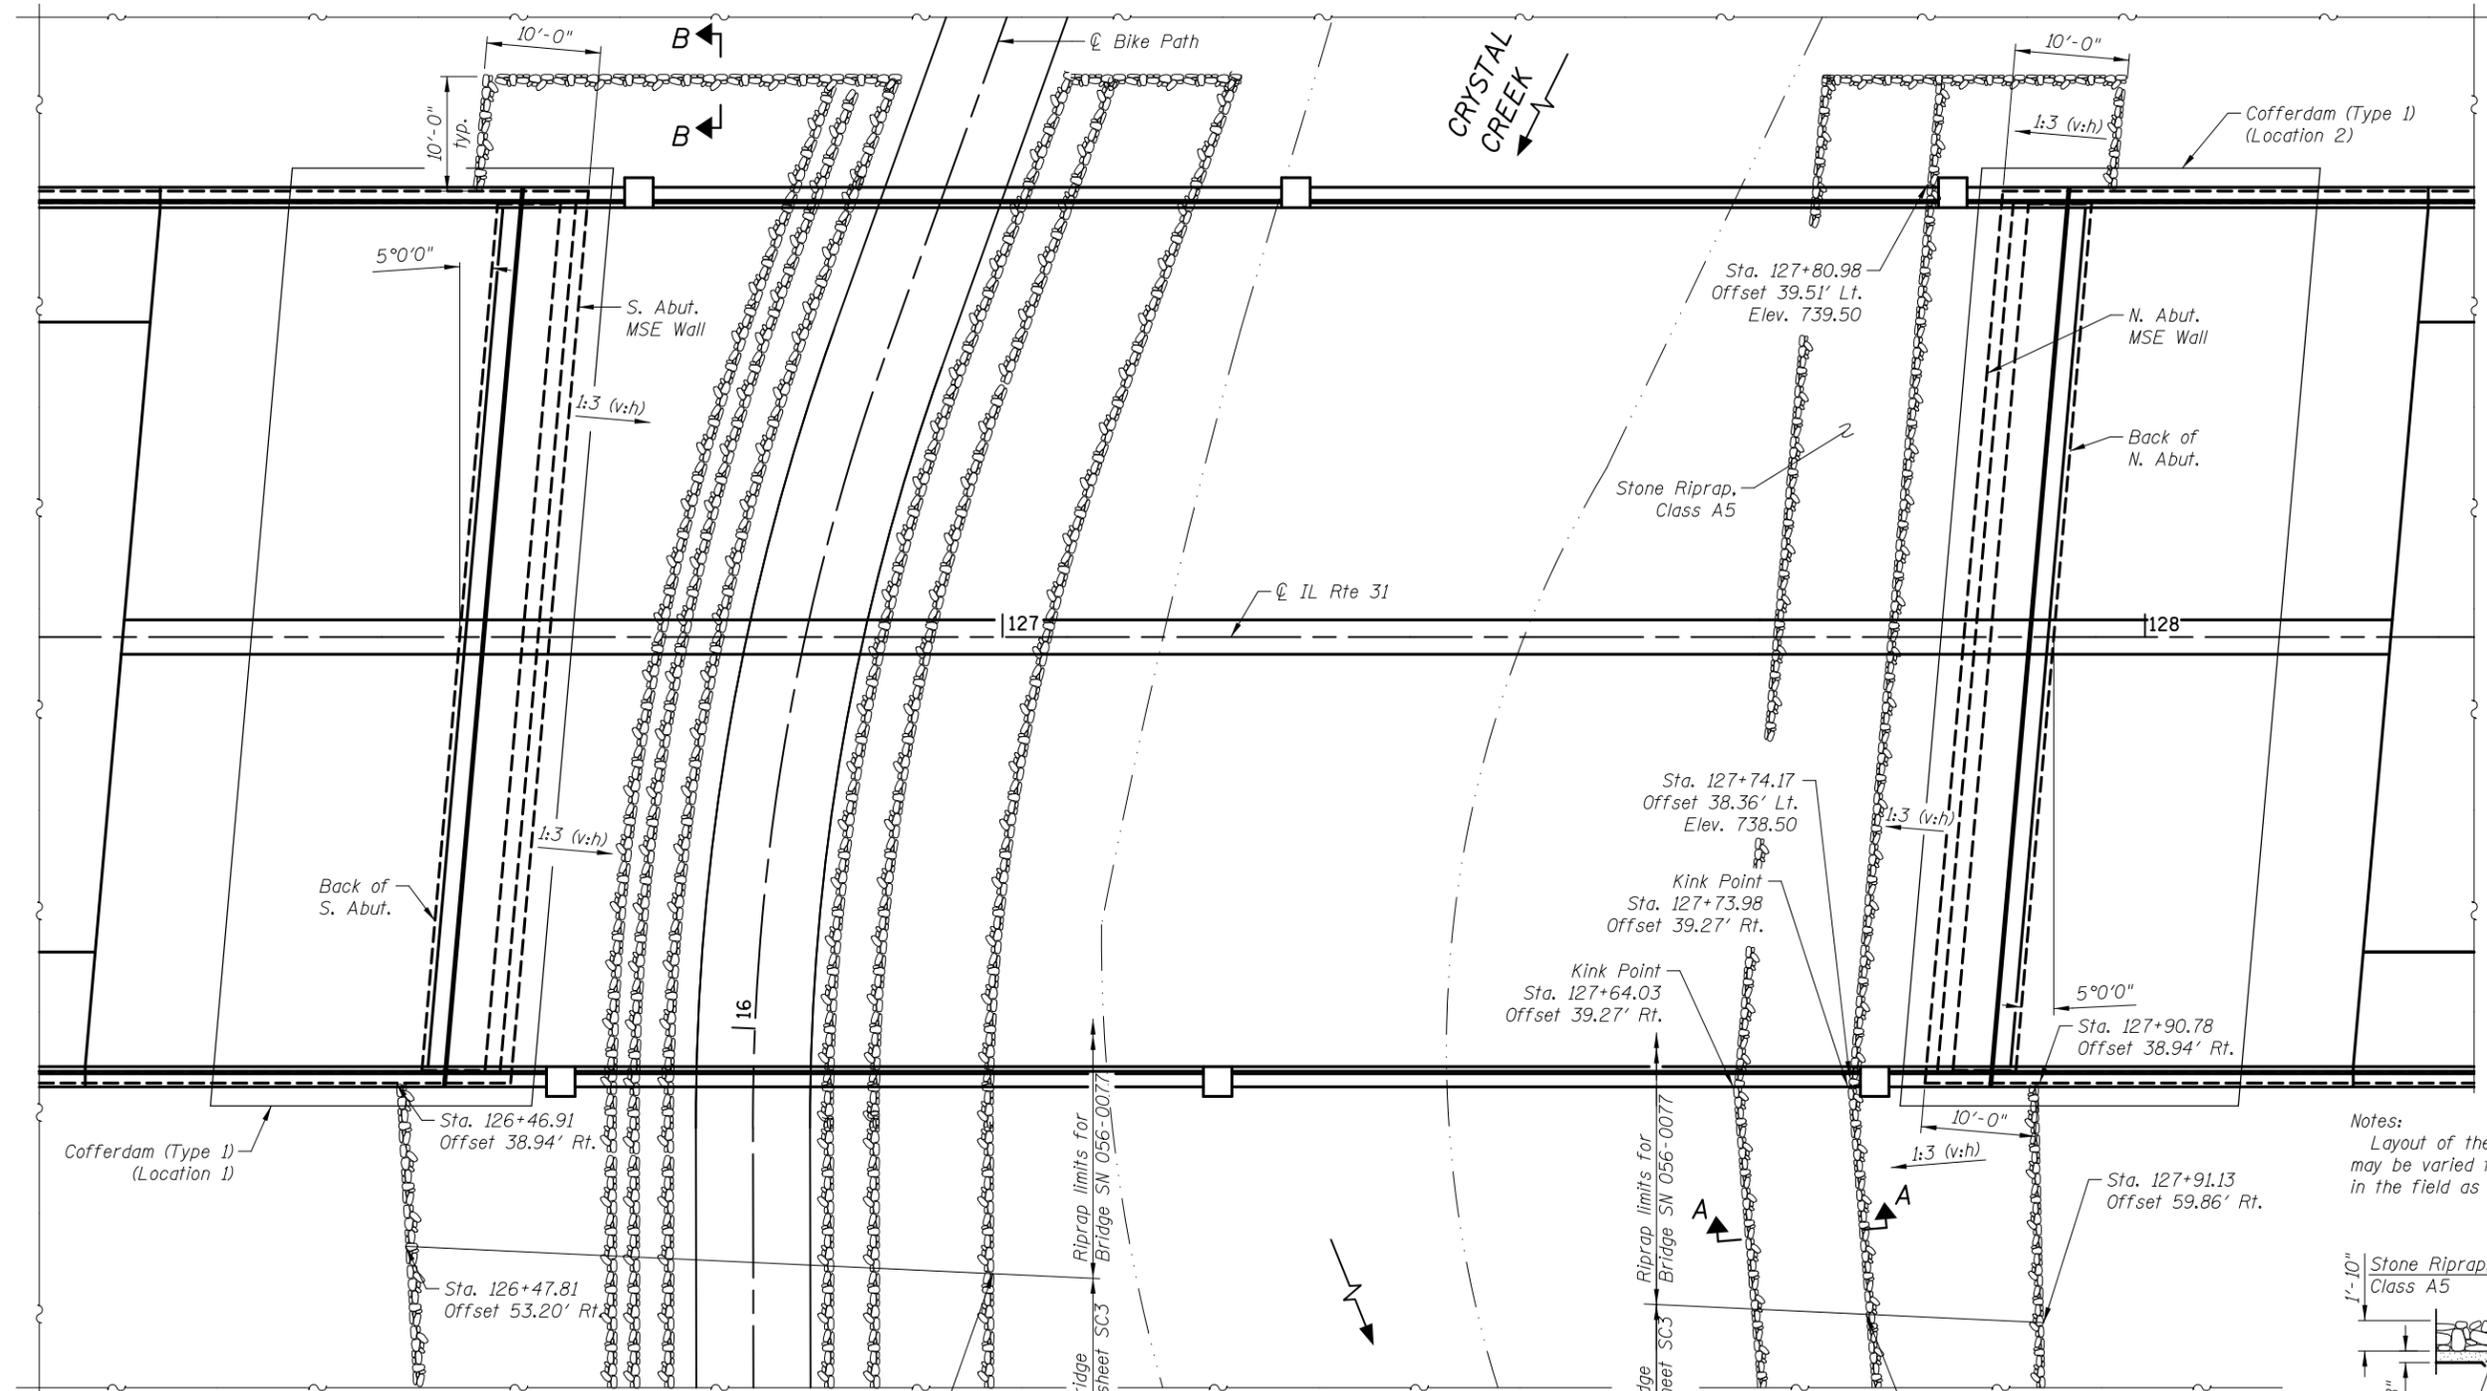 10'-0"
B
℄ Bike Path
CRYSTAL
CREEK
10'-0"
10'-0"
typ.
B
1:3 (v:h)
Cofferdam (Type 1)
(Location 2)
5°0'0"
S. Abut.
MSE Wall
Sta. 127+80.98
Offset 39.51' Lt.
Elev. 739.50
N. Abut.
MSE Wall
1:3 (v:h)
Back of
N. Abut.
Stone Riprap,
Class A5
℄ IL Rte 31
127
128
Sta. 127+74.17
Offset 38.36' Lt.
Elev. 738.50
1:3 (v:h)
1:3 (v:h)
Back of
S. Abut.
Kink Point
Sta. 127+73.98
Offset 39.27' Rt.
Kink Point
Sta. 127+64.03
Offset 39.27' Rt.
16
5°0'0"
Sta. 127+90.78
Offset 38.94' Rt.
Sta. 126+46.91
Offset 38.94' Rt.
Cofferdam (Type 1)
(Location 1)
10'-0"
1:3 (v:h)
Notes:
Layout of the
may be varied
in the field as
Riprap limits for
Bridge SN 056-0077
Riprap limits for
Bridge SN 056-0077
A
A
Sta. 127+91.13
Offset 59.86' Rt.
Sta. 126+47.81
Offset 53.20' Rt.
1'-10"
Stone Riprap
Class A5
ridge
sheet SC3
dge
heet SC3